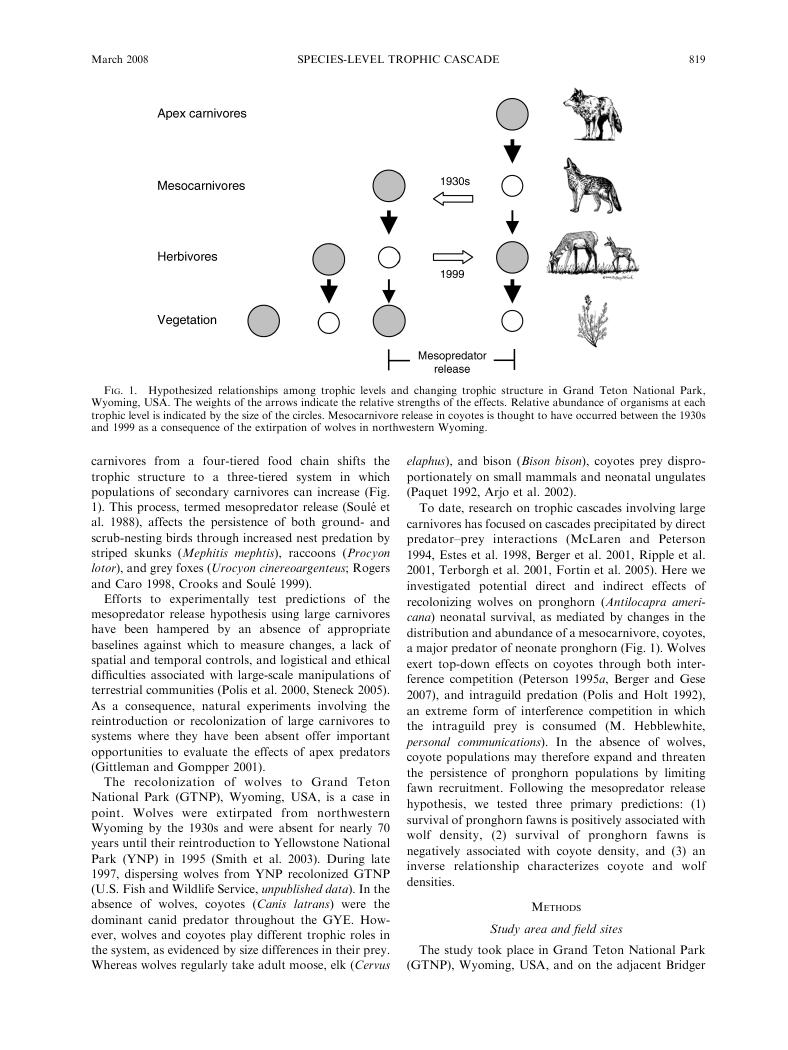 March 2008
SPECIES-LEVEL TROPHIC CASCADE
819
Apex carnivores
Mesocarnivores
1930s
Herbivores
1999
Vegetation
Mesopredator
release
FIG. 1. Hypothesized relationships among trophic levels and changing trophic structure in Grand Teton National Park,
Wyoming, USA. The weights of the arrows indicate the relative strengths of the effects. Relative abundance of organisms at each
trophic level is indicated by the size of the circles. Mesocarnivore release in coyotes is thought to have occurred between the 1930s
and 1999 as a consequence of the extirpation of wolves in northwestern Wyoming.
carnivores from a four-tiered food chain shifts the
trophic structure to a three-tiered system in which
populations of secondary carnivores can increase (Fig.
1). This process, termed mesopredator release (Soulé et
al. 1988), affects the persistence of both ground- and
scrub-nesting birds through increased nest predation by
striped skunks (Mephitis mephtis), raccoons (Procyon
lotor), and grey foxes (Urocyon cinereoargenteus; Rogers
and Caro 1998, Crooks and Soulé 1999).
Efforts to experimentally test predictions of the
mesopredator release hypothesis using large carnivores
have been hampered by an absence of appropriate
baselines against which to measure changes, a lack of
spatial and temporal controls, and logistical and ethical
difficulties associated with large-scale manipulations of
terrestrial communities (Polis et al. 2000, Steneck 2005).
As a consequence, natural experiments involving the
reintroduction or recolonization of large carnivores to
systems where they have been absent offer important
opportunities to evaluate the effects of apex predators
(Gittleman and Gompper 2001).
The recolonization of wolves to Grand Teton
National Park (GTNP), Wyoming, USA, is a case in
point. Wolves were extirpated from northwestern
Wyoming by the 1930s and were absent for nearly 70
years until their reintroduction to Yellowstone National
Park (YNP) in 1995 (Smith et al. 2003). During late
1997, dispersing wolves from YNP recolonized GTNP
(U.S. Fish and Wildlife Service, unpublished data). In the
absence of wolves, coyotes (Canis latrans) were the
dominant canid predator throughout the GYE. How-
ever, wolves and coyotes play different trophic roles in
the system, as evidenced by size differences in their prey.
Whereas wolves regularly take adult moose, elk (Cervus
elaphus), and bison (Bison bison), coyotes prey dispro-
portionately on small mammals and neonatal ungulates
(Paquet 1992, Arjo et al. 2002).
To date, research on trophic cascades involving large
carnivores has focused on cascades precipitated by direct
predator–prey interactions (McLaren and Peterson
1994, Estes et al. 1998, Berger et al. 2001, Ripple et al.
2001, Terborgh et al. 2001, Fortin et al. 2005). Here we
investigated potential direct and indirect effects of
recolonizing wolves on pronghorn (Antilocapra ameri-
cana) neonatal survival, as mediated by changes in the
distribution and abundance of a mesocarnivore, coyotes,
a major predator of neonate pronghorn (Fig. 1). Wolves
exert top-down effects on coyotes through both inter-
ference competition (Peterson 1995a, Berger and Gese
2007), and intraguild predation (Polis and Holt 1992),
an extreme form of interference competition in which
the intraguild prey is consumed (M. Hebblewhite,
personal communications). In the absence of wolves,
coyote populations may therefore expand and threaten
the persistence of pronghorn populations by limiting
fawn recruitment. Following the mesopredator release
hypothesis, we tested three primary predictions: (1)
survival of pronghorn fawns is positively associated with
wolf density, (2) survival of pronghorn fawns is
negatively associated with coyote density, and (3) an
inverse relationship characterizes coyote and wolf
densities.
METHODS
Study area and field sites
The study took place in Grand Teton National Park
(GTNP), Wyoming, USA, and on the adjacent Bridger